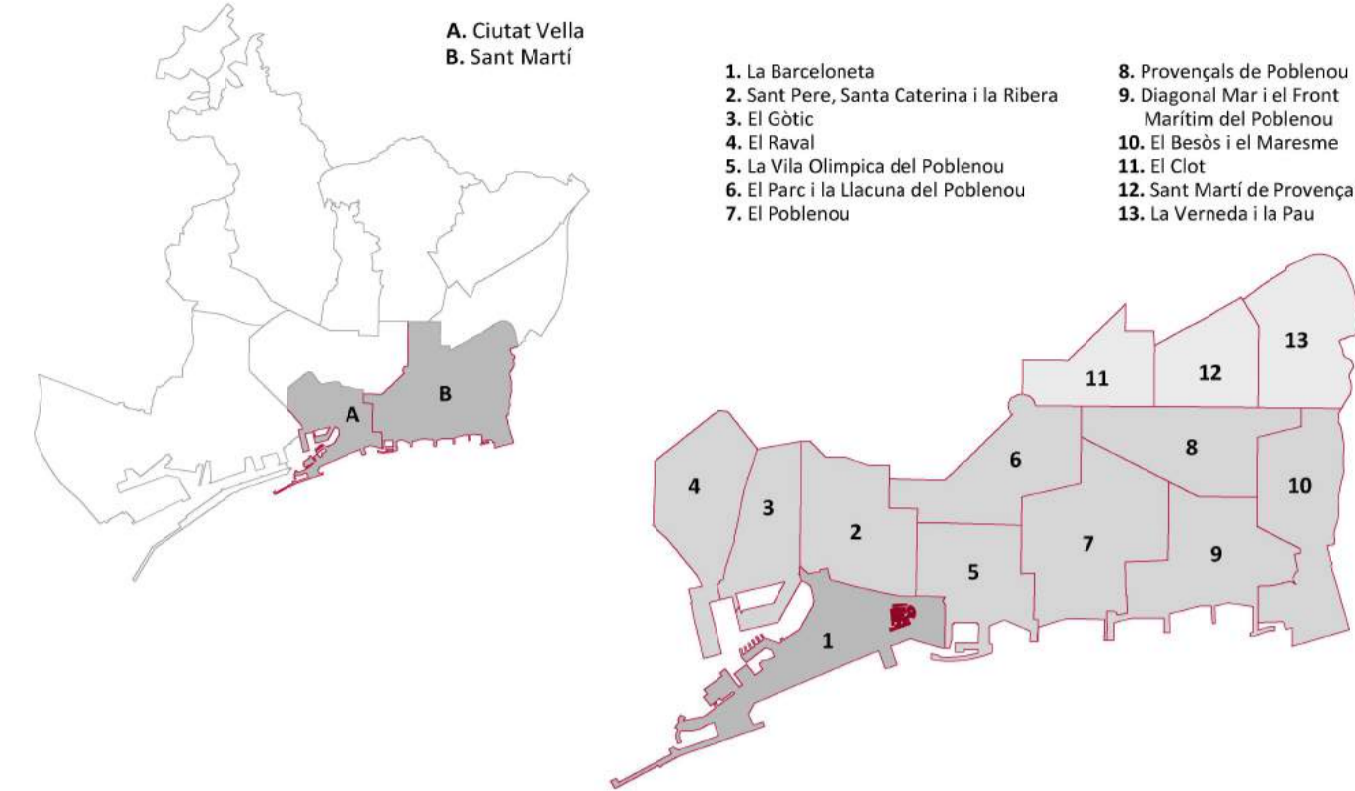 A. Ciutat Vella
B. Sant Martí
1. La Barceloneta
2. Sant Pere, Santa Caterina i la Ribera
3. El Gòtic
4. El Raval
5. La Vila Olimpica del Poblenou
6. El Parc i la Llacuna del Poblenou
7. El Poblenou
8. Provençals de Poblenou
9. Diagonal Mar i el Front
Marítim del Poblenou
10. El Besòs i el Maresme
11. El Clot
12. Sant Martí de Provença
13. La Verneda i la Pau
A
B
13
12
11
8
6
10
4
3
2
7
9
5
1